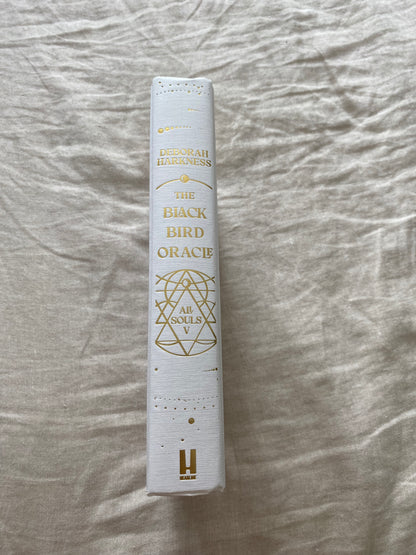 DEBORAH
HARKNESS
THE
BLACK
BIRD
ORACLE
ALL
SOULS
V
H